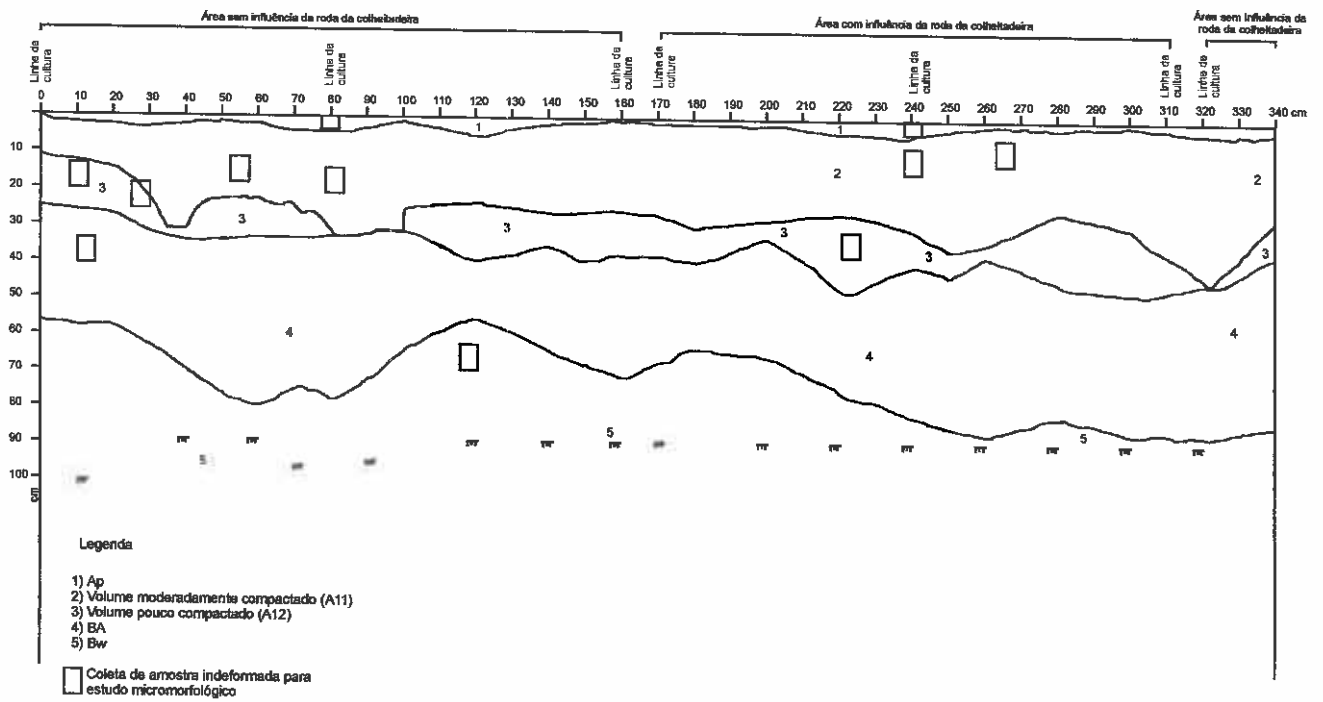 Área sem influência da roda da colheitadeira
Área com influência da roda da colheitadeira
Área sem influência da
roda da colheitadeira
Linha da
cultura
Linha da
cultura
Linha da
cultura
Linha da
cultura
Linha da
cultura
Linha da
cultura
Linha da
cultura
0 10 20 30 40 50 60 70 80 90 100 110 120 130 140 150 160 170 180 190 200 210 220 230 240 250 260 270 280 290 300 310 320 330 340 cm
0
1
1
10
2
2
20
3
3
30
3
3
3
3
40
50
60
4
4
4
70
80
90
5
5
5
100
cm
Legenda
1) Ap
2) Volume moderadamente compactado (A11)
3) Volume pouco compactado (A12)
4) BA
5) Bw
Coleta de amostra indeformada para
estudo micromorfológico